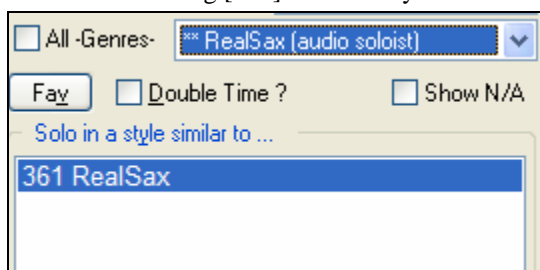 All -Genres- ** RealSax (audio soloist)
Fav Double Time ? Show N/A
Solo in a style similar to ...
361 RealSax